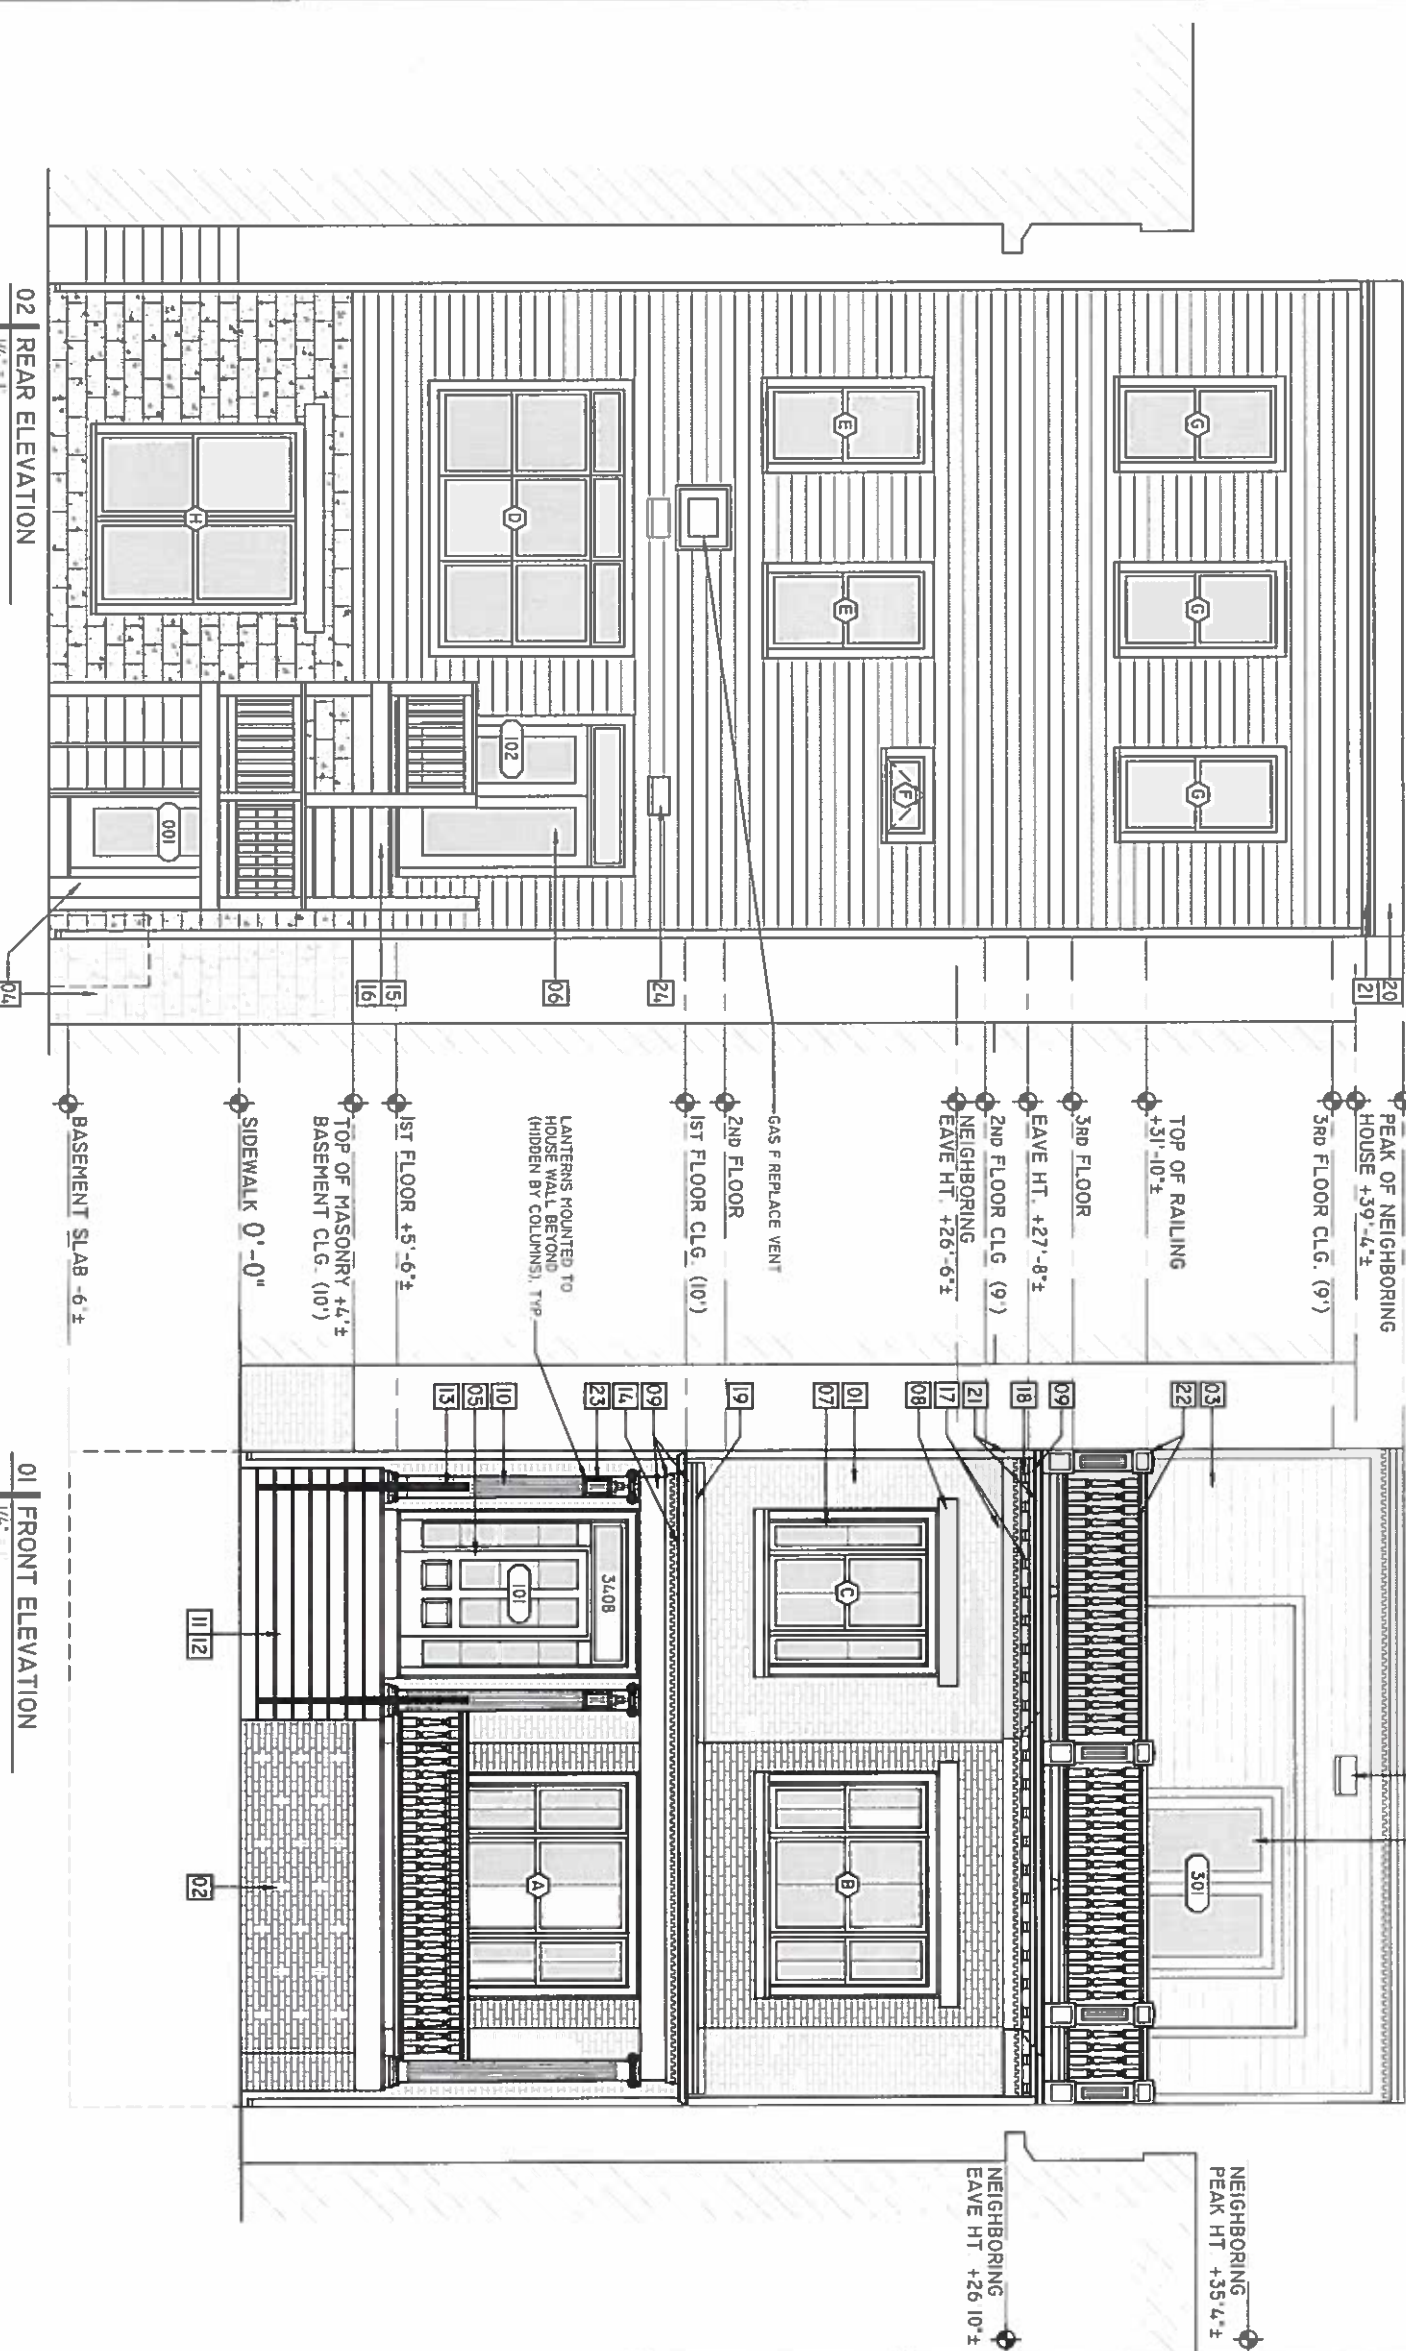 20
21
PEAK OF NEIGHBORING
HOUSE +39'-4"±
3RD FLOOR CLG. (9')
TOP OF RAILING
+31'-10"±
3RD FLOOR
EAVE HT. +27'-8"±
2ND FLOOR CLG (9')
NEIGHBORING
EAVE HT. +26'-6"±
2ND FLOOR
1ST FLOOR CLG. (10')
1ST FLOOR +5'-6"±
TOP OF MASONRY +4'±
BASEMENT CLG. (10')
SIDEWALK 0'-0"
BASEMENT SLAB -6'±
GAS F REPLACE VENT
LANTERNS MOUNTED TO
HOUSE WALL BEYOND
(HIDDEN BY COLUMNS), TYP.
G
G
G
E
E
F
D
102
H
001
24
06
15
16
04
02 REAR ELEVATION
03
22
09
18
21
17
08
01
07
19
09
14
23
10
05
13
11 12
02
301
C
B
A
3408
101
NEIGHBORING
PEAK HT +35'4"±
NEIGHBORING
EAVE HT +26'10"±
01 FRONT ELEVATION